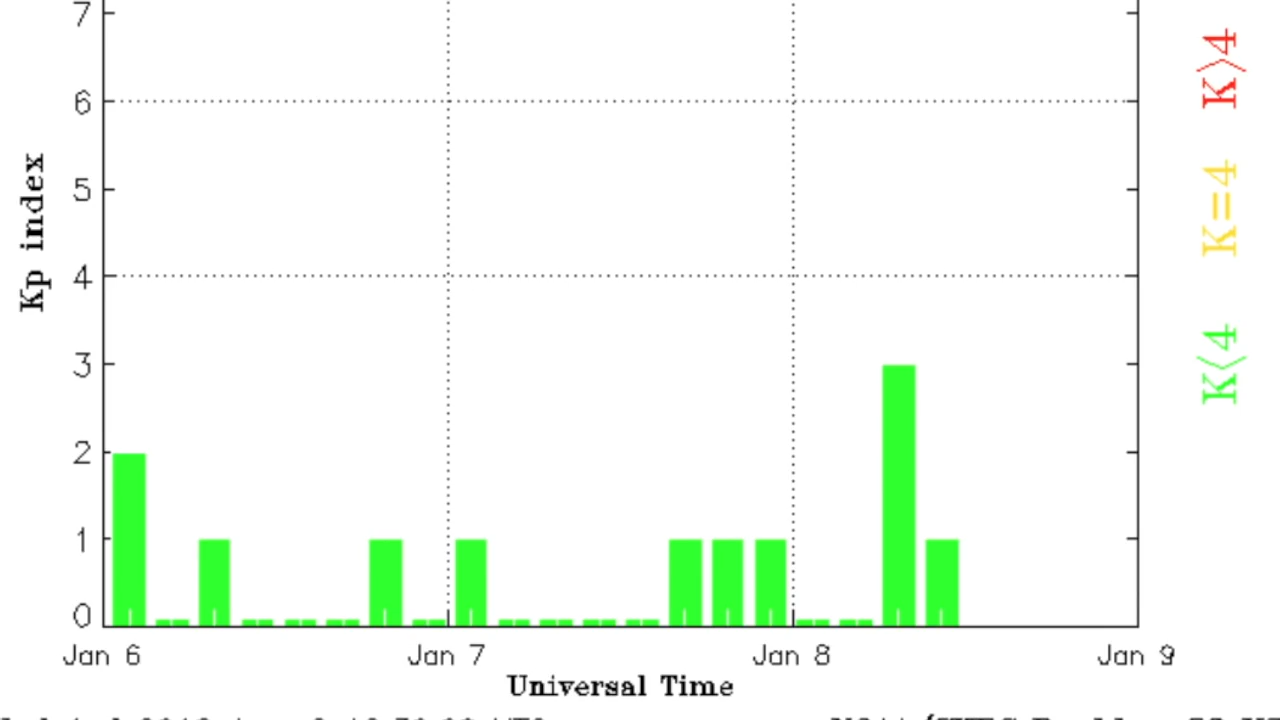 7
6
5
4
3
2
1
0
Kp index
Jan 6
Jan 7
Jan 8
Jan 9
Universal Time
K>4
K=4
K<4